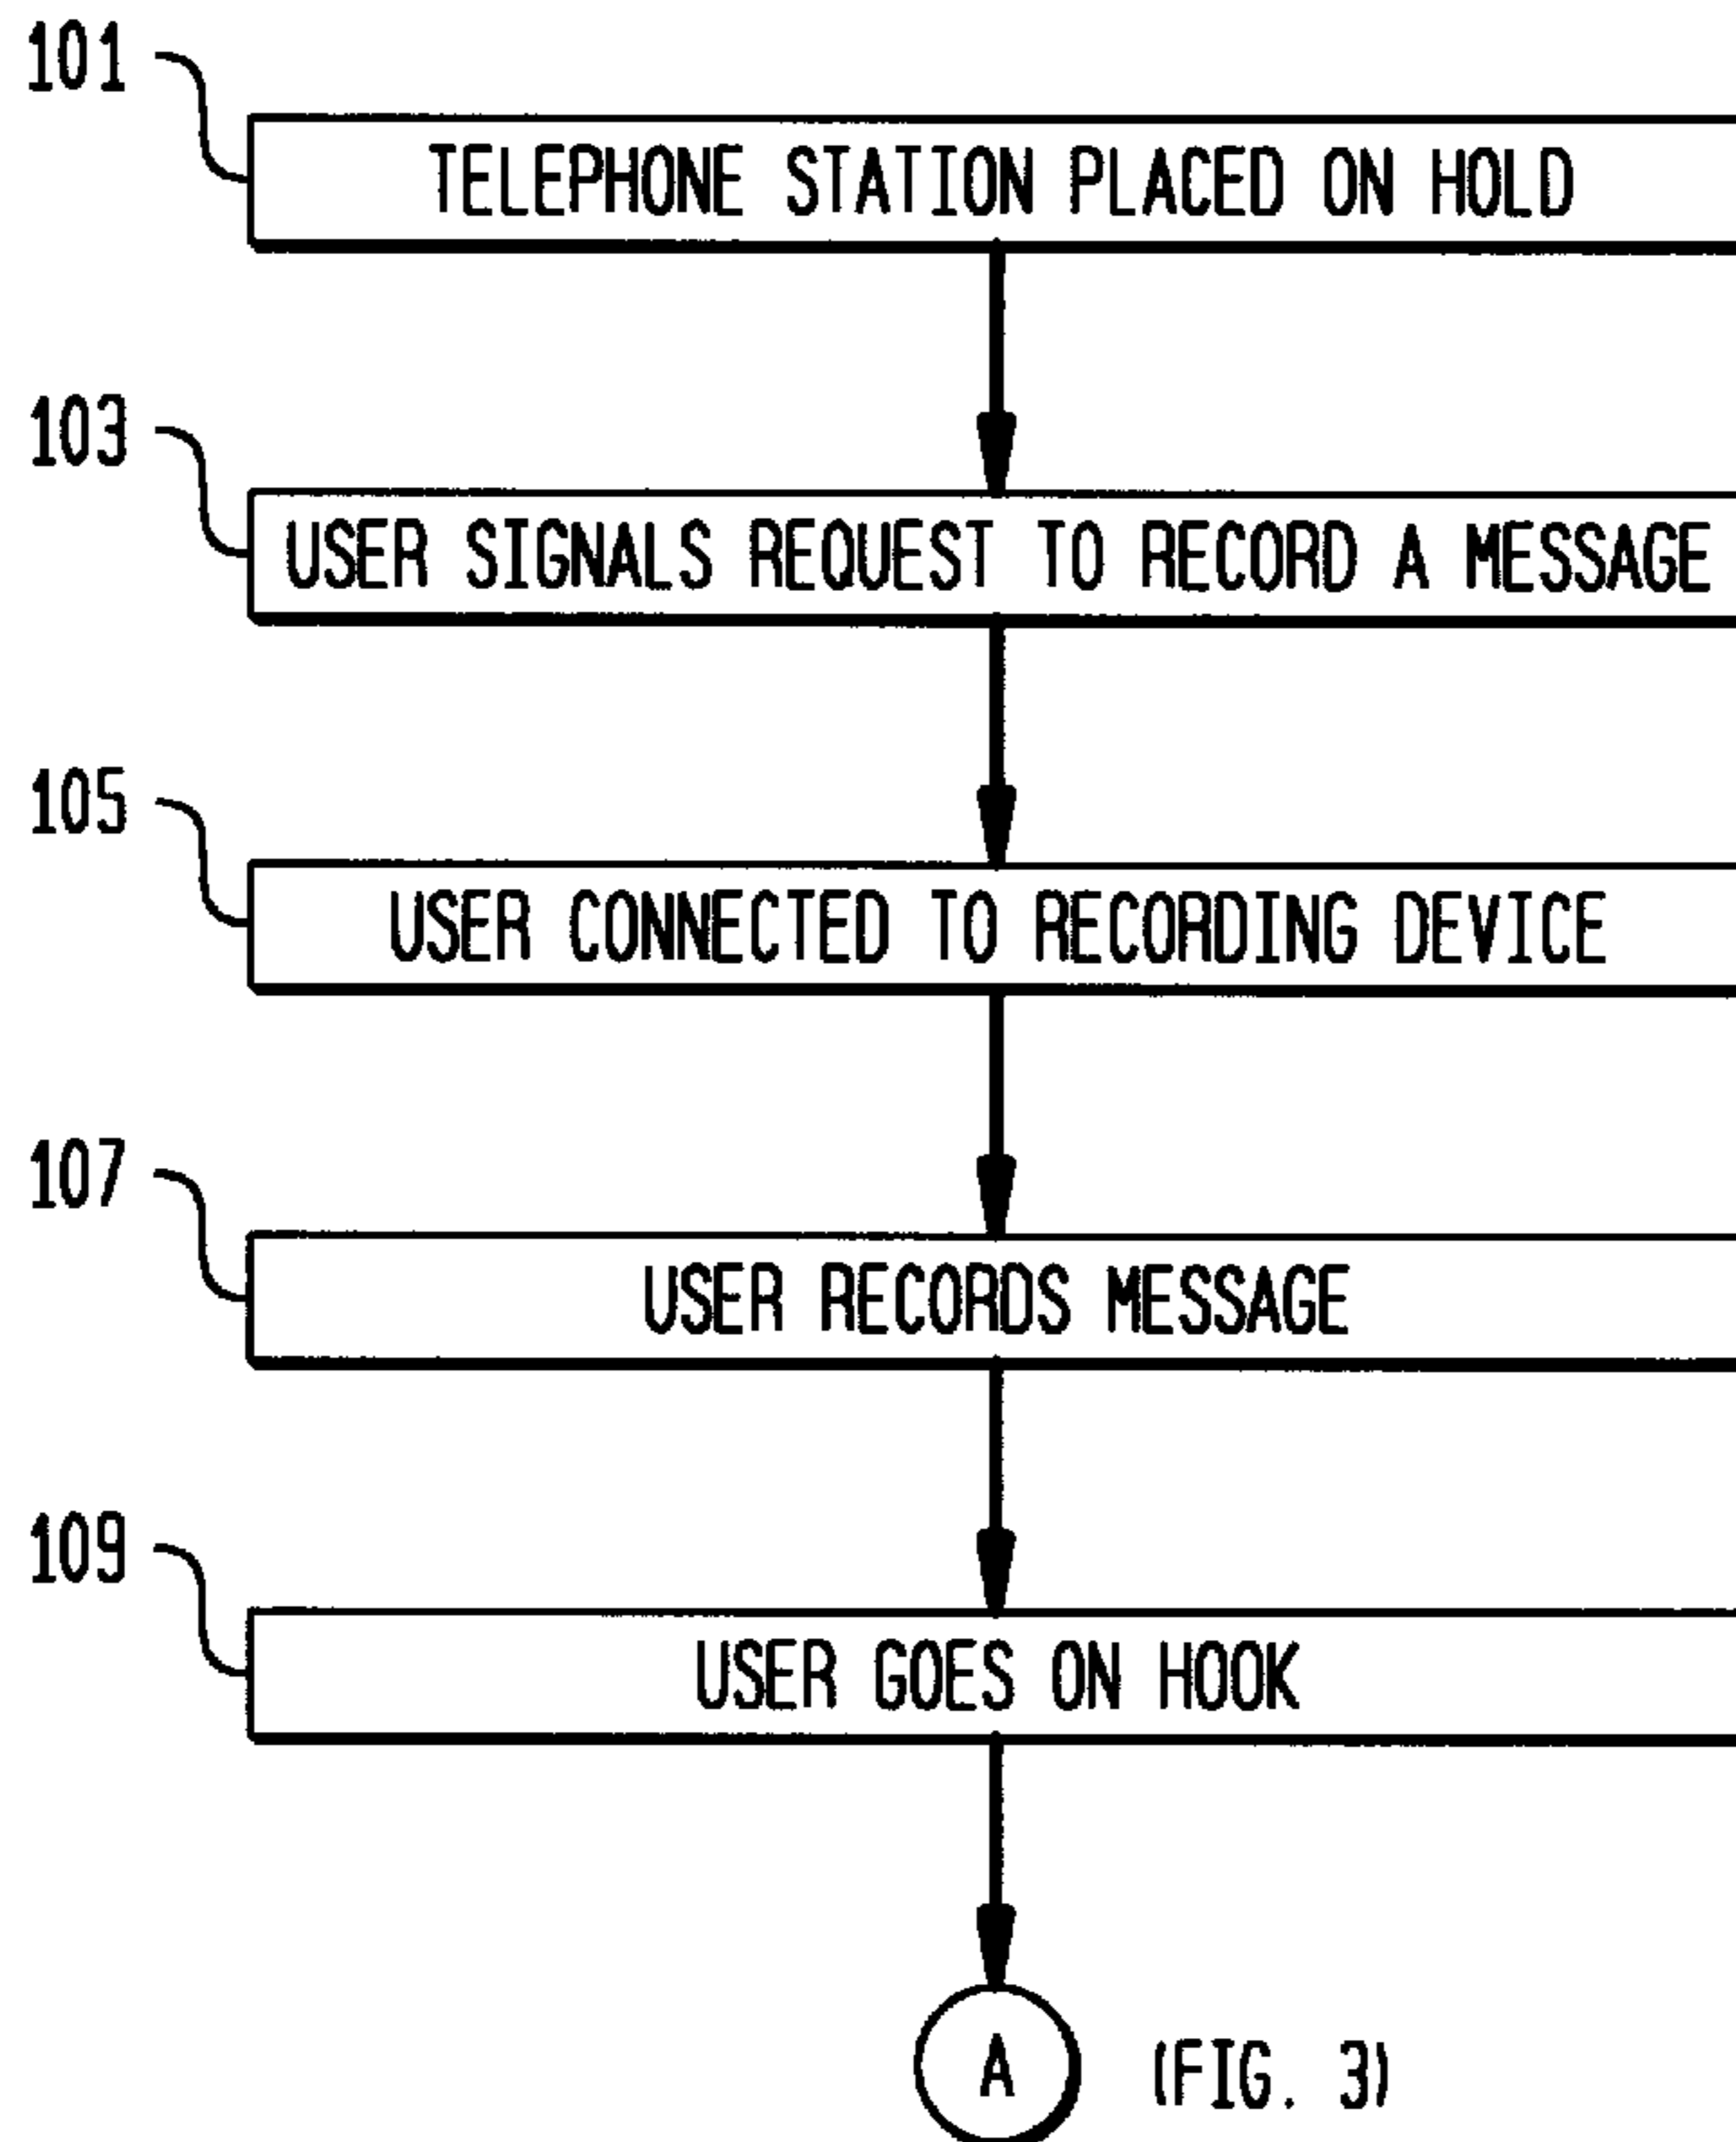 101
TELEPHONE STATION PLACED ON HOLD
103
USER SIGNALS REQUEST TO RECORD A MESSAGE
105
USER CONNECTED TO RECORDING DEVICE
107
USER RECORDS MESSAGE
109
USER GOES ON HOOK
A (FIG. 3)